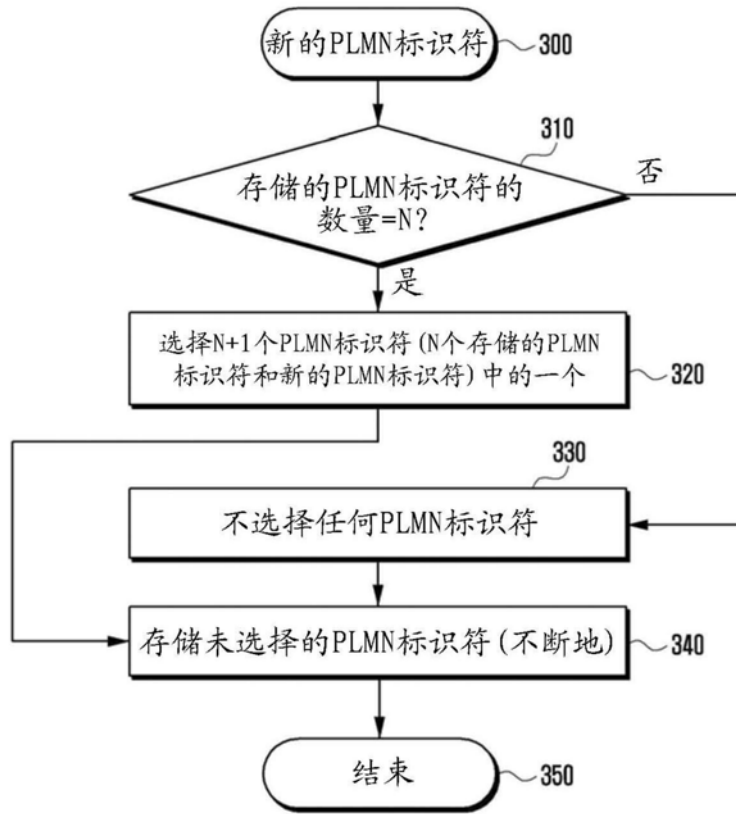 新的PLMN标识符
300
310
存储的PLMN标识符的
数量=N?
否
是
选择N+1个PLMN标识符(N个存储的PLMN
标识符和新的PLMN标识符)中的一个
320
330
不选择任何PLMN标识符
存储未选择的PLMN标识符(不断地)
340
结束
350